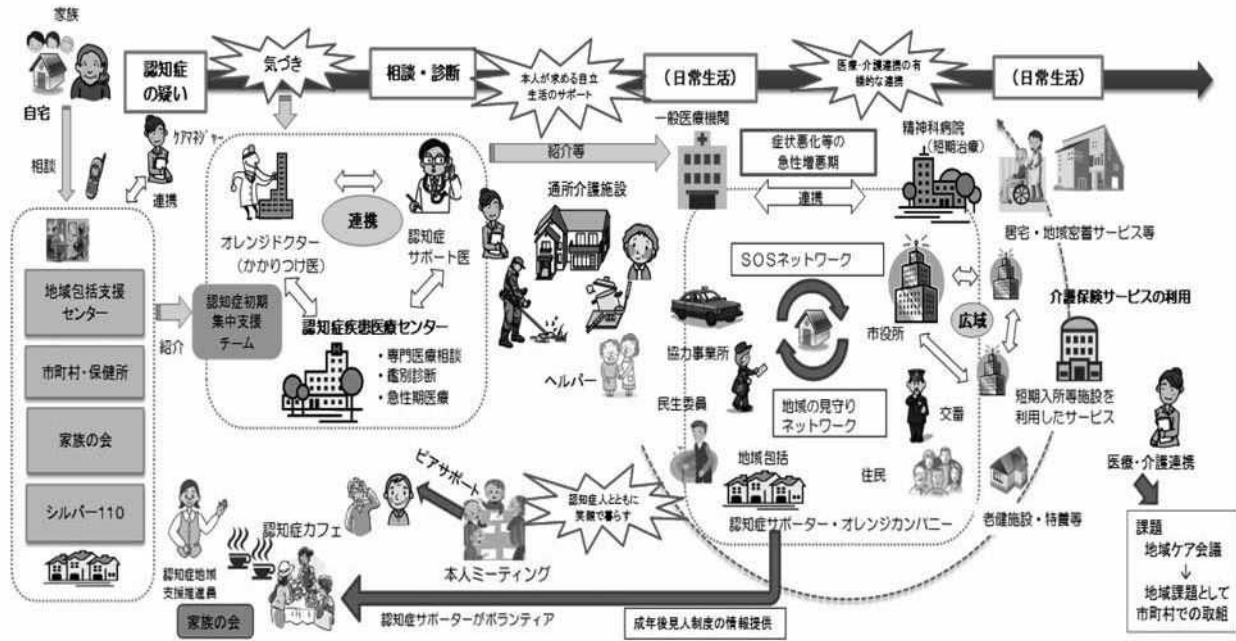 家族
自宅
認知症
の疑い
気づき
相談・診断
本人が求める自立
生活のサポート
(日常生活)
医療・介護連携の有
機的な連携
(日常生活)
相談
ケアマネジャー
連携
地域包括支援
センター
市町村・保健所
家族の会
シルバー110
紹介
オレンジドクター
(かかりつけ医)
連携
認知症
サポート医
認知症初期
集中支援
チーム
認知症疾患医療センター
・専門医療相談
・鑑別診断
・急性期医療
紹介等
通所介護施設
ヘルパー
一般医療機関
症状悪化等の
急性増悪期
連携
精神科病院
(短期治療)
居宅・地域密着サービス等
SOSネットワーク
市役所
広域
介護保険サービスの利用
協力事業所
民生委員
地域の見守り
ネットワーク
交番
短期入所等施設を
利用したサービス
地域包括
住民
認知症サポーター・オレンジカンパニー
老健施設・特養等
医療・介護連携
課題
地域ケア会議
↓
地域課題として
市町村での取組
ピアサポート
認知症人とともに
笑顔で暮らす
認知症カフェ
本人ミーティング
認知症地域
支援推進員
家族の会
認知症サポーターがボランティア
成年後見人制度の情報提供